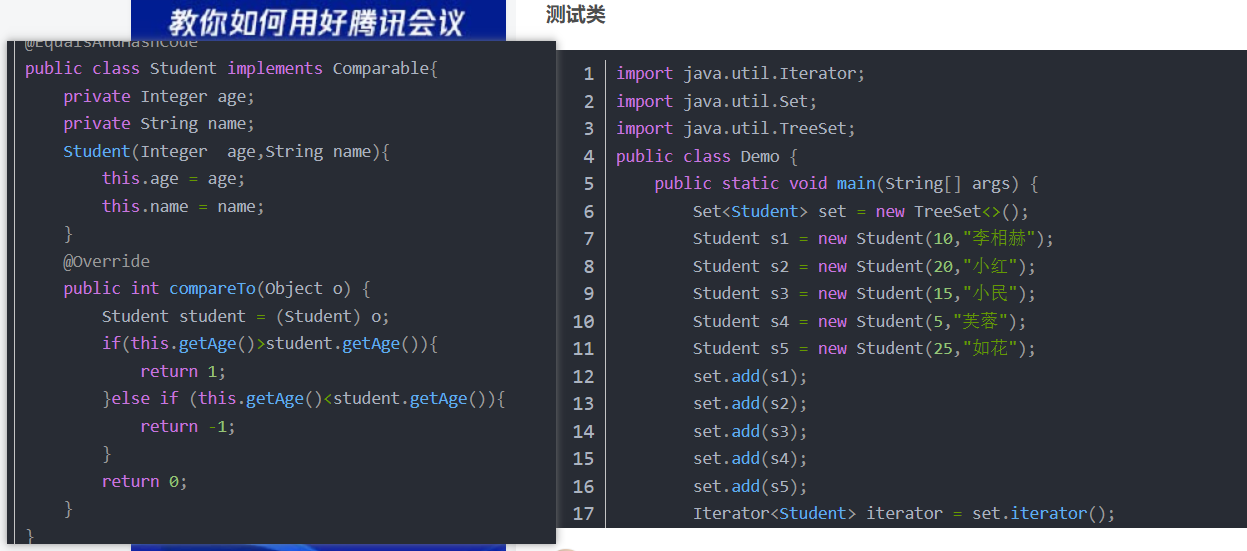 教你如何用好腾讯会议
@EqualsAndHashCode
public class Student implements Comparable{
private Integer age;
private String name;
Student(Integer  age,String name){
this.age = age;
this.name = name;
}
@Override
public int compareTo(Object o) {
Student student = (Student) o;
if(this.getAge()>student.getAge()){
return 1;
}else if (this.getAge()<student.getAge()){
return -1;
}
return 0;
}
}
测试类
1 import java.util.Iterator;
2 import java.util.Set;
3 import java.util.TreeSet;
4 public class Demo {
5 public static void main(String[] args) {
6 Set<Student> set = new TreeSet<>();
7 Student s1 = new Student(10,"李相赫");
8 Student s2 = new Student(20,"小红");
9 Student s3 = new Student(15,"小民");
10 Student s4 = new Student(5,"芙蓉");
11 Student s5 = new Student(25,"如花");
12 set.add(s1);
13 set.add(s2);
14 set.add(s3);
15 set.add(s4);
16 set.add(s5);
17 Iterator<Student> iterator = set.iterator();